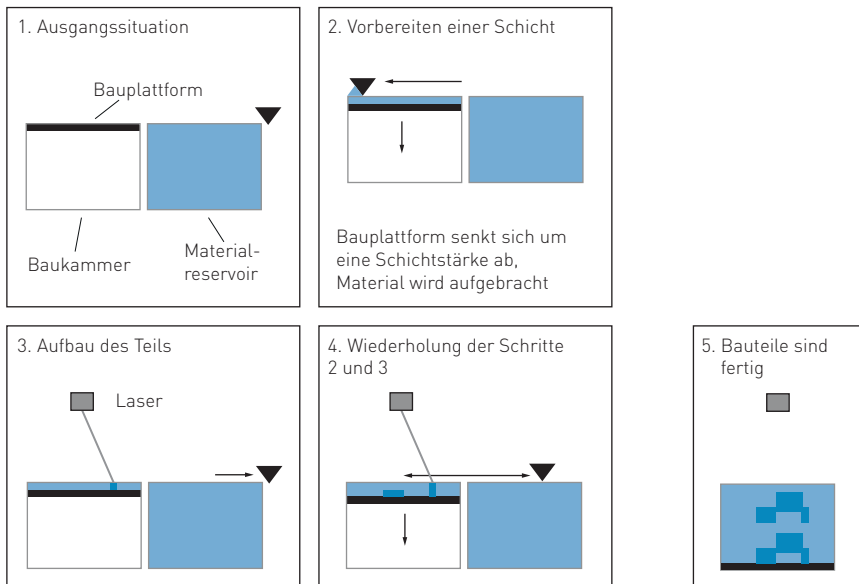 1. Ausgangssituation
Bauplattform
Baukammer
Material-
reservoir
2. Vorbereiten einer Schicht
Bauplattform senkt sich um
eine Schichtstärke ab,
Material wird aufgebracht
3. Aufbau des Teils
Laser
4. Wiederholung der Schritte
2 und 3
5. Bauteile sind
fertig